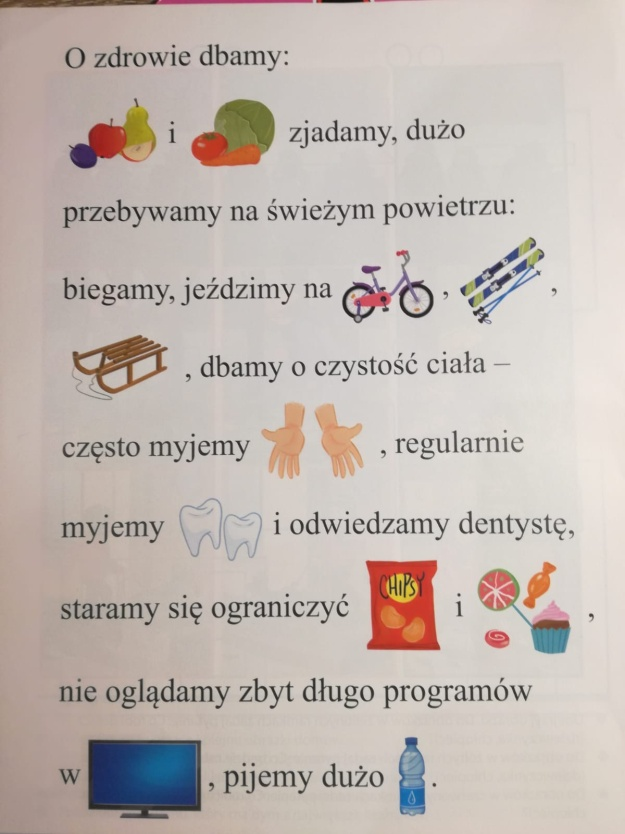 O zdrowie dbamy:
i zjadamy, dużo
przebywamy na świeżym powietrzu:
biegamy, jeździmy na , ,
, dbamy o czystość ciała –
często myjemy , regularnie
myjemy i odwiedzamy dentystę,
staramy się ograniczyć CHIPSY i ,
nie oglądamy zbyt długo programów
w , pijemy dużo .